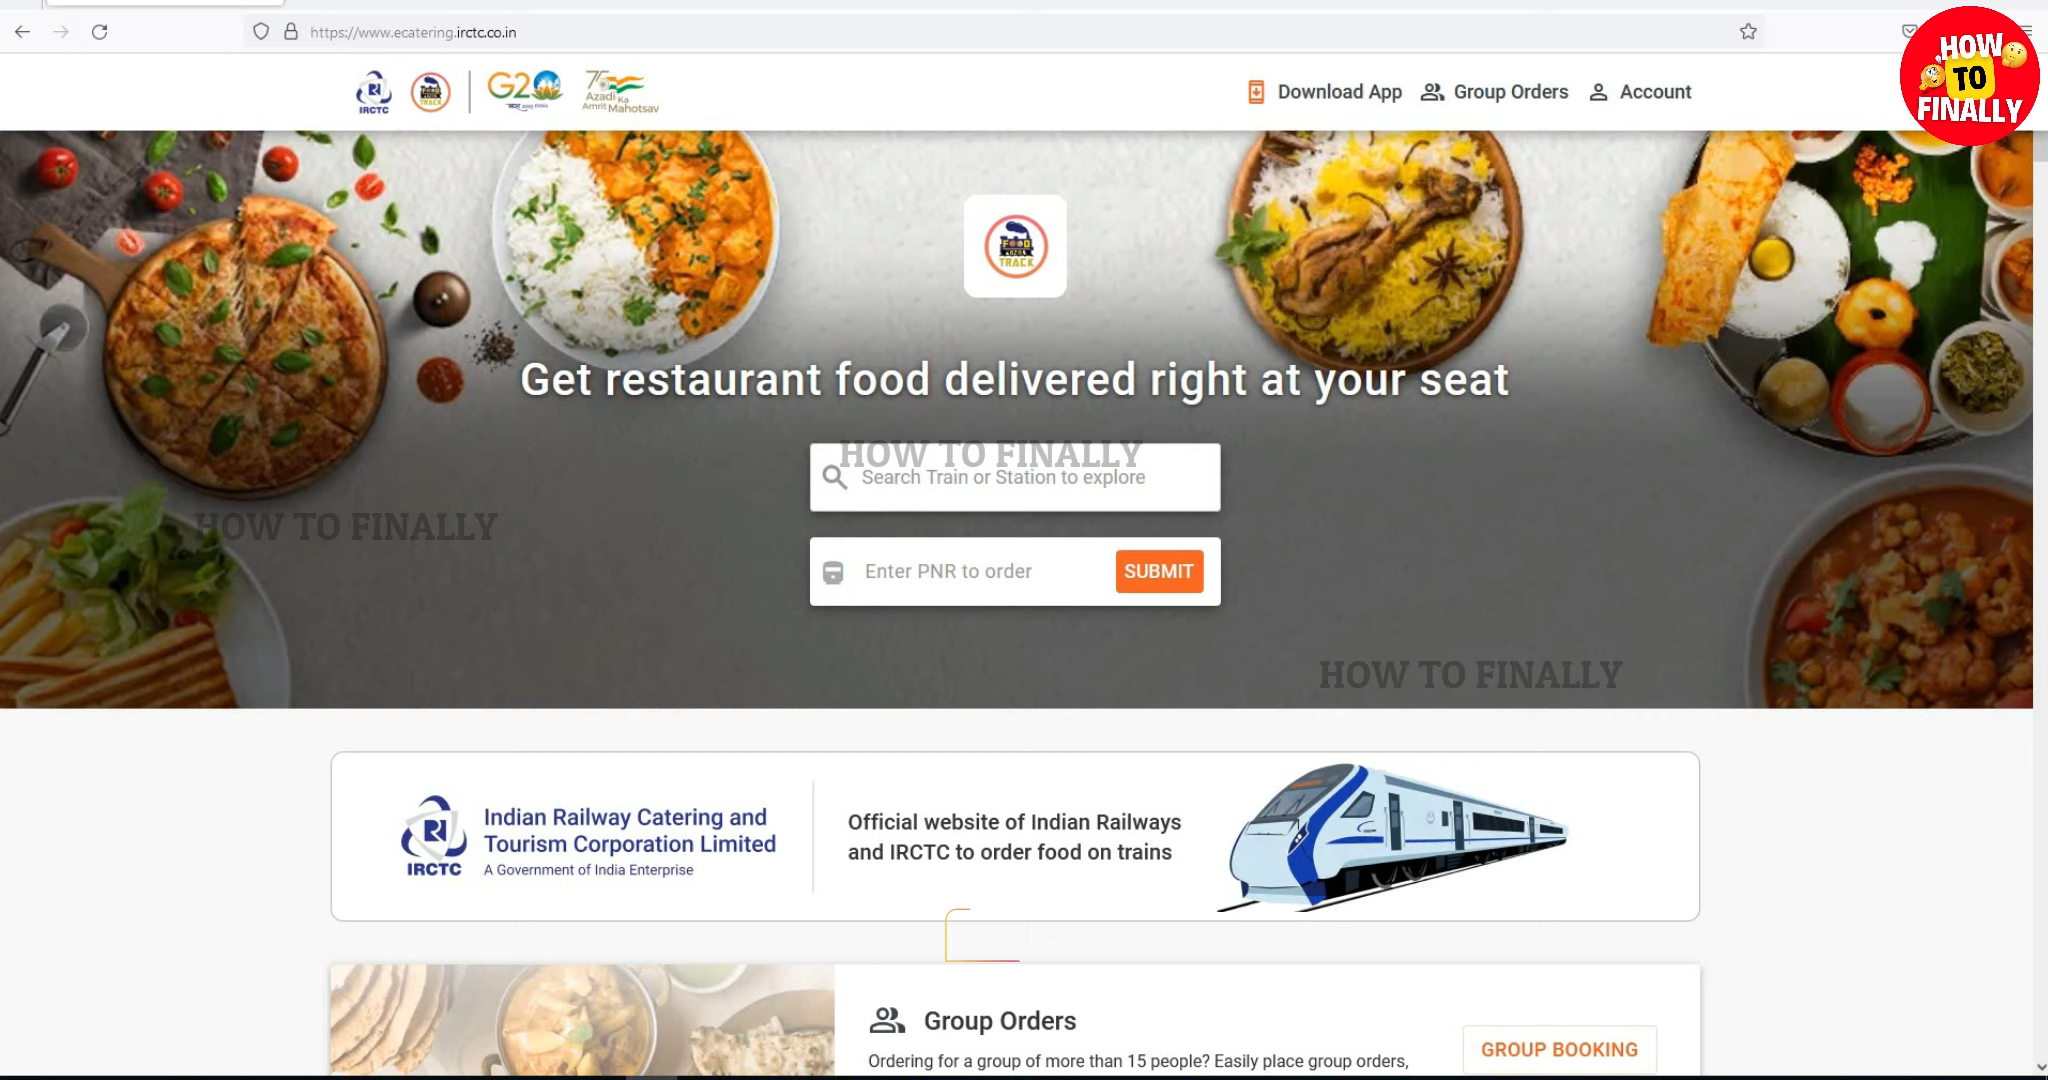 https://www.ecatering.irctc.co.in
HOW
TO
FINALLY
IRCTC
TRACK
G20
75
Azadi Ka
Amrit Mahotsav
Download App
Group Orders
Account
FOOD
TRACK
Get restaurant food delivered right at your seat
HOW TO FINALLY
Search Train or Station to explore
HOW TO FINALLY
Enter PNR to order
SUBMIT
HOW TO FINALLY
IRCTC
Indian Railway Catering and
Tourism Corporation Limited
A Government of India Enterprise
Official website of Indian Railways
and IRCTC to order food on trains
Group Orders
Ordering for a group of more than 15 people? Easily place group orders,
GROUP BOOKING